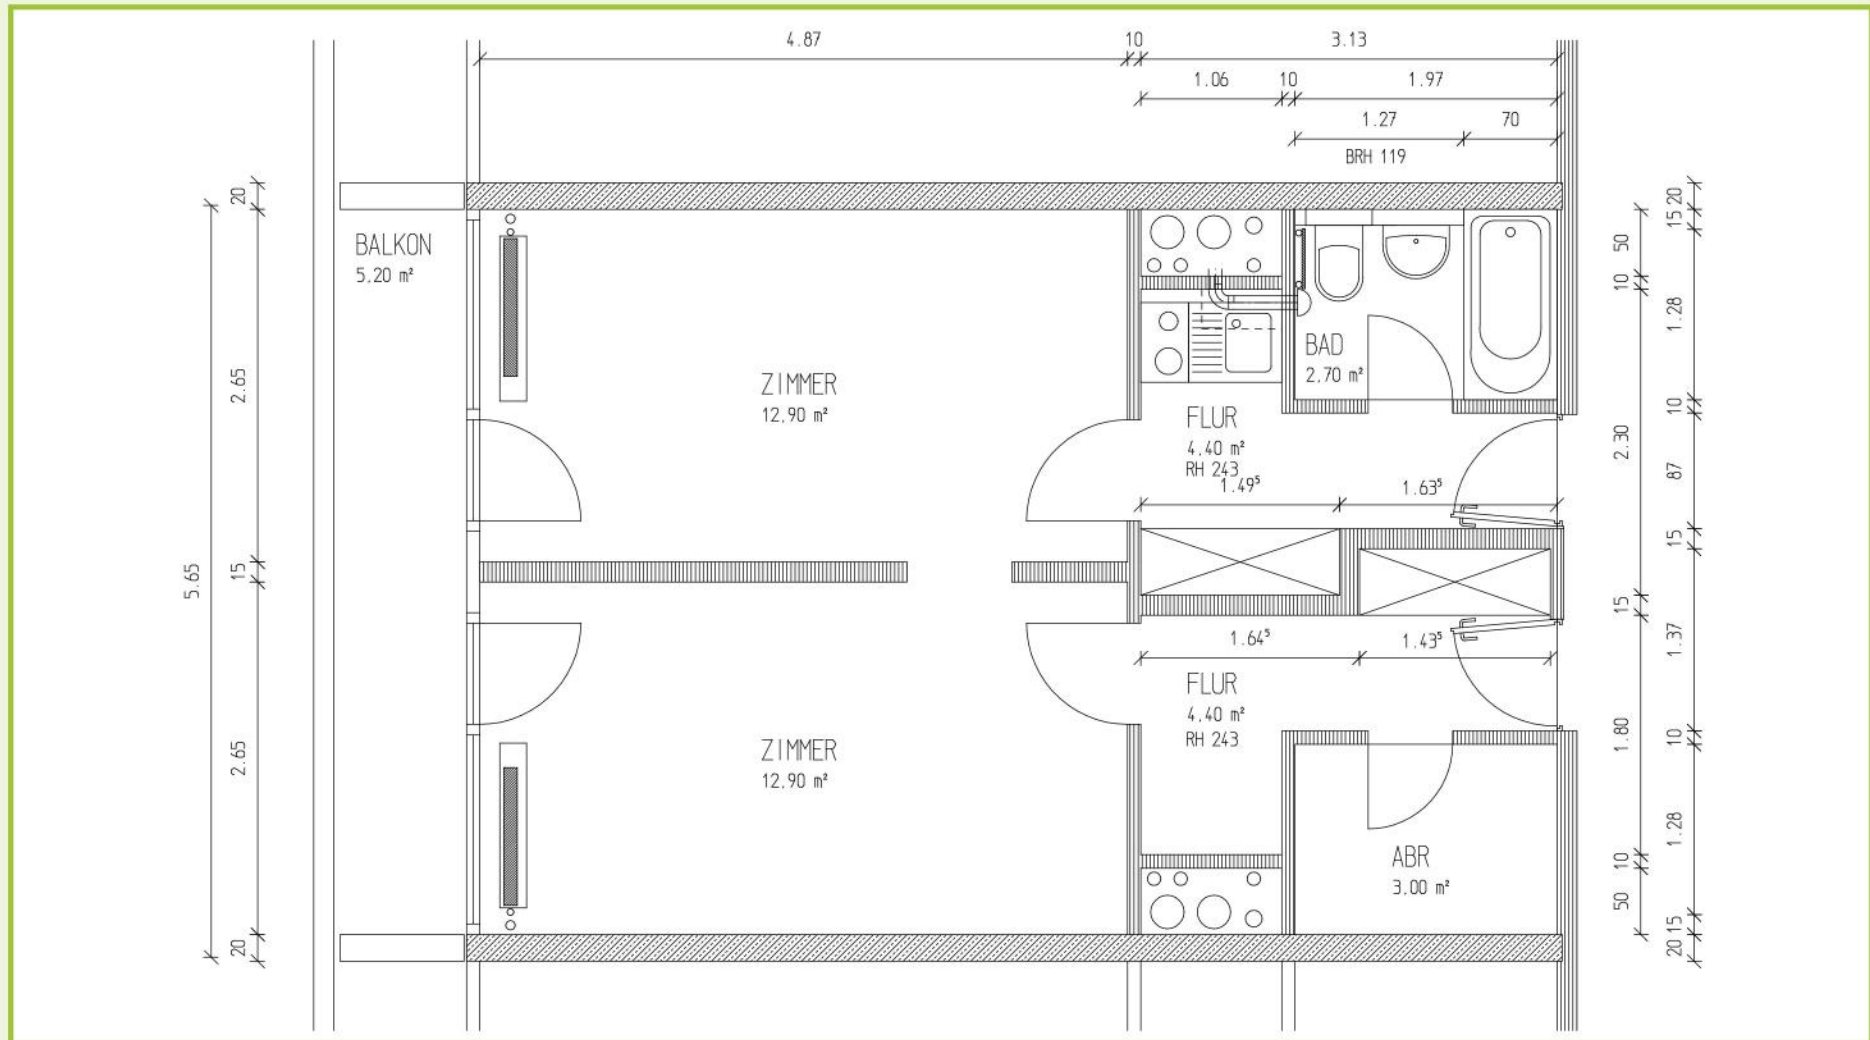 4.87
10
3.13
1.06
10
1.97
1.27
70
BRH 119
20
20
15
50
BALKON
5,20 m²
10
1.28
BAD
2,70 m²
2.65
ZIMMER
12,90 m²
10
FLUR
4,40 m²
RH 243
2.30
87
1.49⁵
1.63⁵
15
5.65
15
15
1.37
1.64⁵
1.43⁵
FLUR
4,40 m²
RH 243
1.80
10
2.65
ZIMMER
12,90 m²
1.28
ABR
3.00 m²
10
50
15
20
20